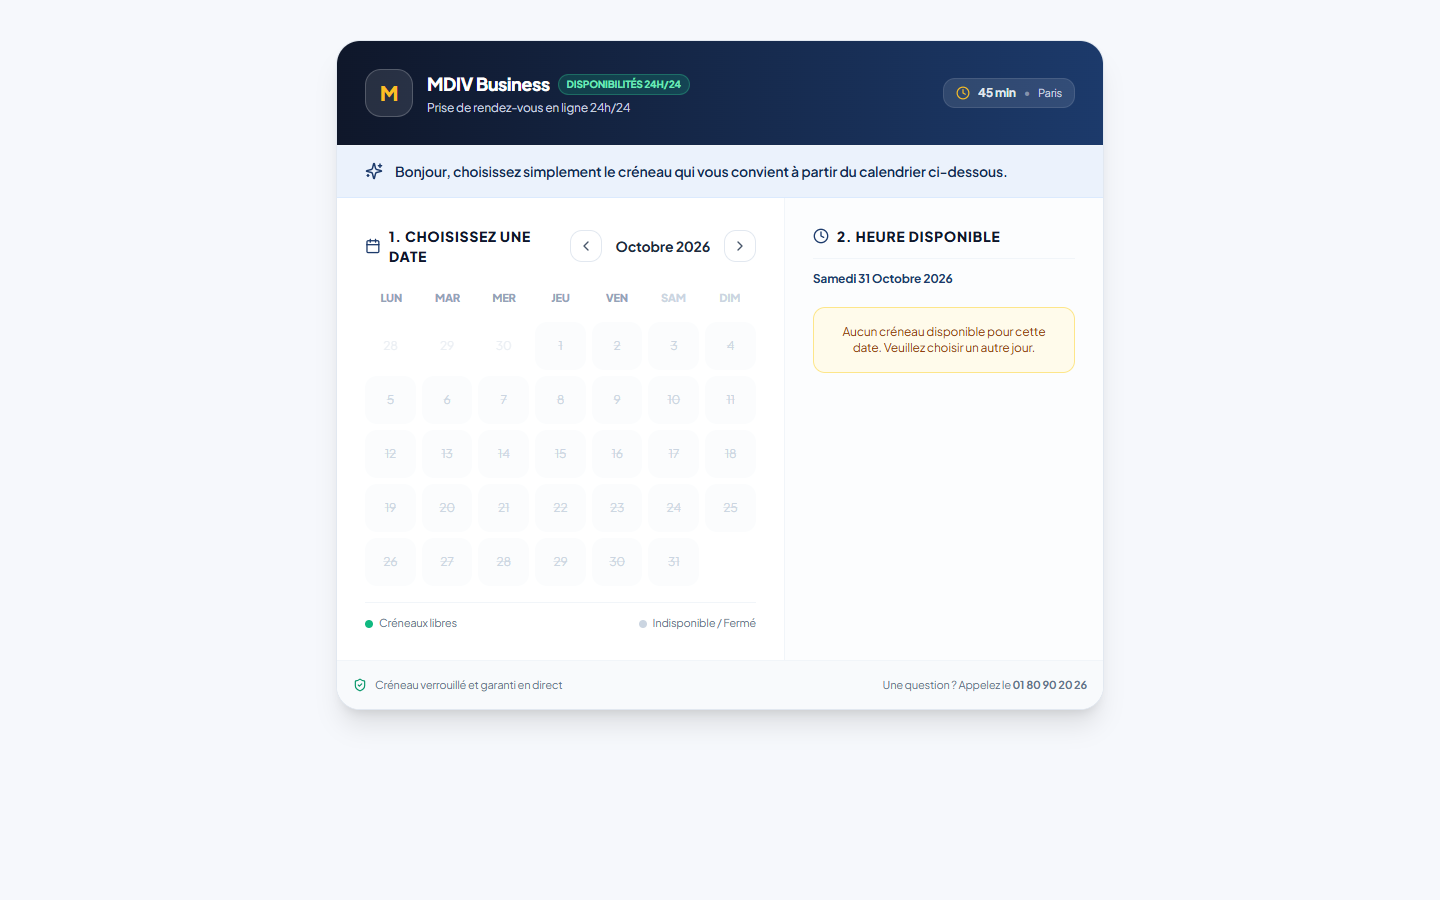 M
MDIV Business
DISPONIBILITÉS 24H/24
Prise de rendez-vous en ligne 24h/24
45 min • Paris
Bonjour, choisissez simplement le créneau qui vous convient à partir du calendrier ci-dessous.
1. CHOISISSEZ UNE
DATE
Octobre 2026
LUN MAR MER JEU VEN SAM DIM
28 29 30 1 2 3 4
5 6 7 8 9 10 11
12 13 14 15 16 17 18
19 20 21 22 23 24 25
26 27 28 29 30 31
Créneaux libres
Indisponible / Fermé
2. HEURE DISPONIBLE
Samedi 31 Octobre 2026
Aucun créneau disponible pour cette
date. Veuillez choisir un autre jour.
Créneau verrouillé et garanti en direct
Une question ? Appelez le 01 80 90 20 26